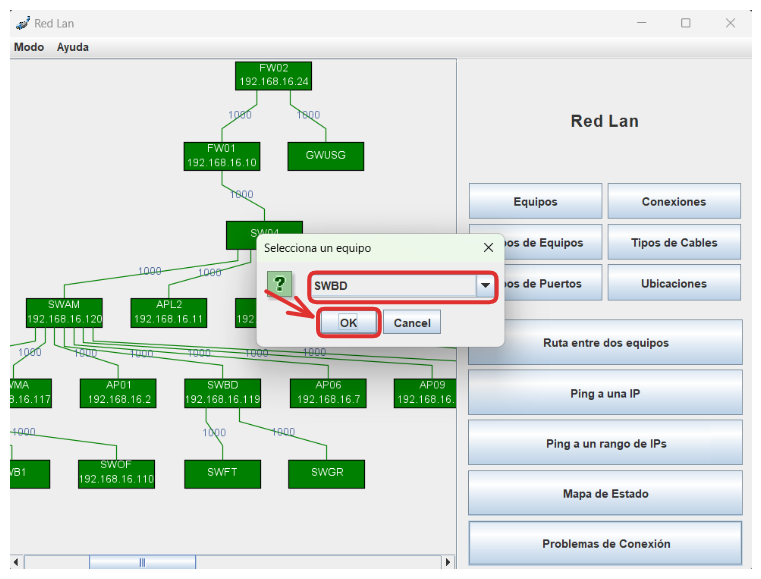 Red Lan
Modo Ayuda
FW02
192.168.16.24
1000 1000
FW01
192.168.16.10
GWUSG
1000
SW04
1000 1000
SWAM
192.168.16.120
APL2
192.168.16.11
192
1000 1000 1000 1000 1000 1000
WMA
8.16.117
AP01
192.168.16.2
SWBD
192.168.16.119
AP06
192.168.16.7
AP09
192.168.16.
1000 1000 1000
WB1
SWOF
192.168.16.110
SWFT
SWGR
Selecciona un equipo
?
SWBD
OK Cancel
Red Lan
Equipos Conexiones
pos de Equipos Tipos de Cables
pos de Puertos Ubicaciones
Ruta entre dos equipos
Ping a una IP
Ping a un rango de IPs
Mapa de Estado
Problemas de Conexión